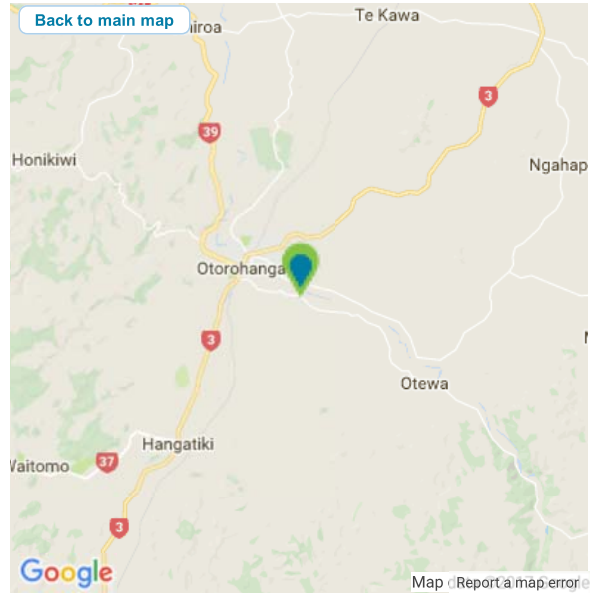 Back to main map
Te Kawa
39
3
Honikiwi
Otorohanga
3
Otewa
Hangatiki
37
3
Google
Map
Report a map error